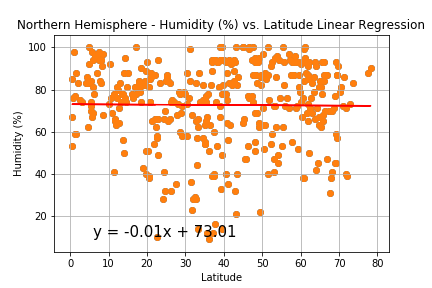 Northern Hemisphere - Humidity (%) vs. Latitude Linear Regression
100
80
60
40
20
Humidity (%)
y = -0.01x + 73.01
0 10 20 30 40 50 60 70 80
Latitude